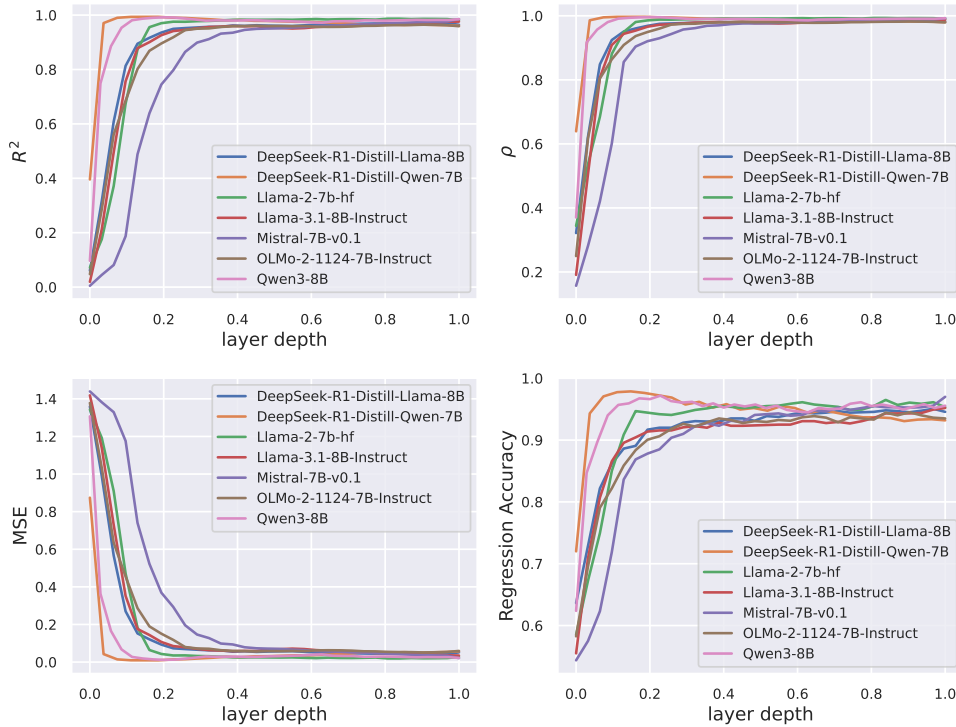 1.0
0.8
0.6
0.4
0.2
0.0
R²
DeepSeek-R1-Distill-Llama-8B
DeepSeek-R1-Distill-Qwen-7B
Llama-2-7b-hf
Llama-3.1-8B-Instruct
Mistral-7B-v0.1
OLMo-2-1124-7B-Instruct
Qwen3-8B
0.0 0.2 0.4 0.6 0.8 1.0
layer depth
1.0
0.8
0.6
0.4
0.2
ρ
DeepSeek-R1-Distill-Llama-8B
DeepSeek-R1-Distill-Qwen-7B
Llama-2-7b-hf
Llama-3.1-8B-Instruct
Mistral-7B-v0.1
OLMo-2-1124-7B-Instruct
Qwen3-8B
0.0 0.2 0.4 0.6 0.8 1.0
layer depth
1.4
1.2
1.0
0.8
0.6
0.4
0.2
0.0
MSE
DeepSeek-R1-Distill-Llama-8B
DeepSeek-R1-Distill-Qwen-7B
Llama-2-7b-hf
Llama-3.1-8B-Instruct
Mistral-7B-v0.1
OLMo-2-1124-7B-Instruct
Qwen3-8B
0.0 0.2 0.4 0.6 0.8 1.0
layer depth
1.0
0.9
0.8
0.7
0.6
Regression Accuracy
DeepSeek-R1-Distill-Llama-8B
DeepSeek-R1-Distill-Qwen-7B
Llama-2-7b-hf
Llama-3.1-8B-Instruct
Mistral-7B-v0.1
OLMo-2-1124-7B-Instruct
Qwen3-8B
0.0 0.2 0.4 0.6 0.8 1.0
layer depth